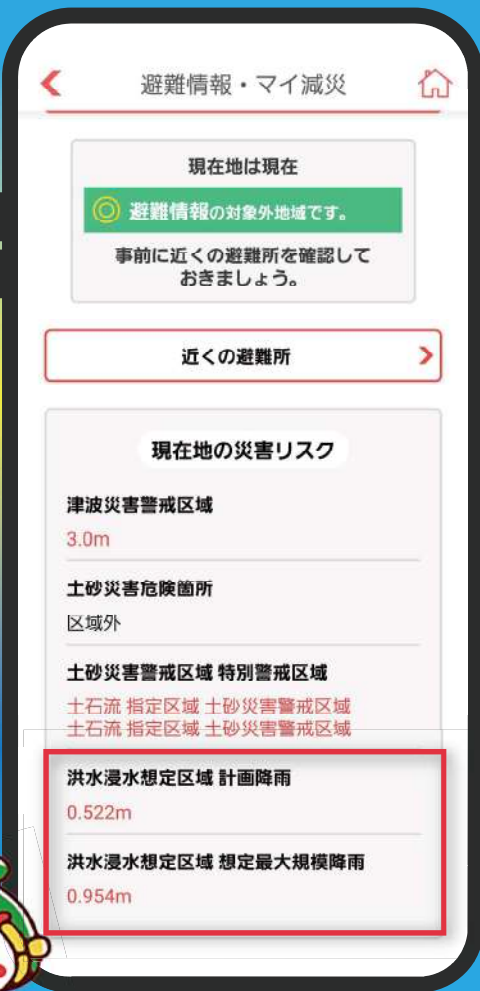 避難情報・マイ減災
現在地は現在
避難情報の対象外地域です。
事前に近くの避難所を確認して
おきましょう。
近くの避難所
現在地の災害リスク
津波災害警戒区域
3.0m
土砂災害危険箇所
区域外
土砂災害警戒区域 特別警戒区域
土石流 指定区域 土砂災害警戒区域
土石流 指定区域 土砂災害警戒区域
洪水浸水想定区域 計画降雨
0.522m
洪水浸水想定区域 想定最大規模降雨
0.954m